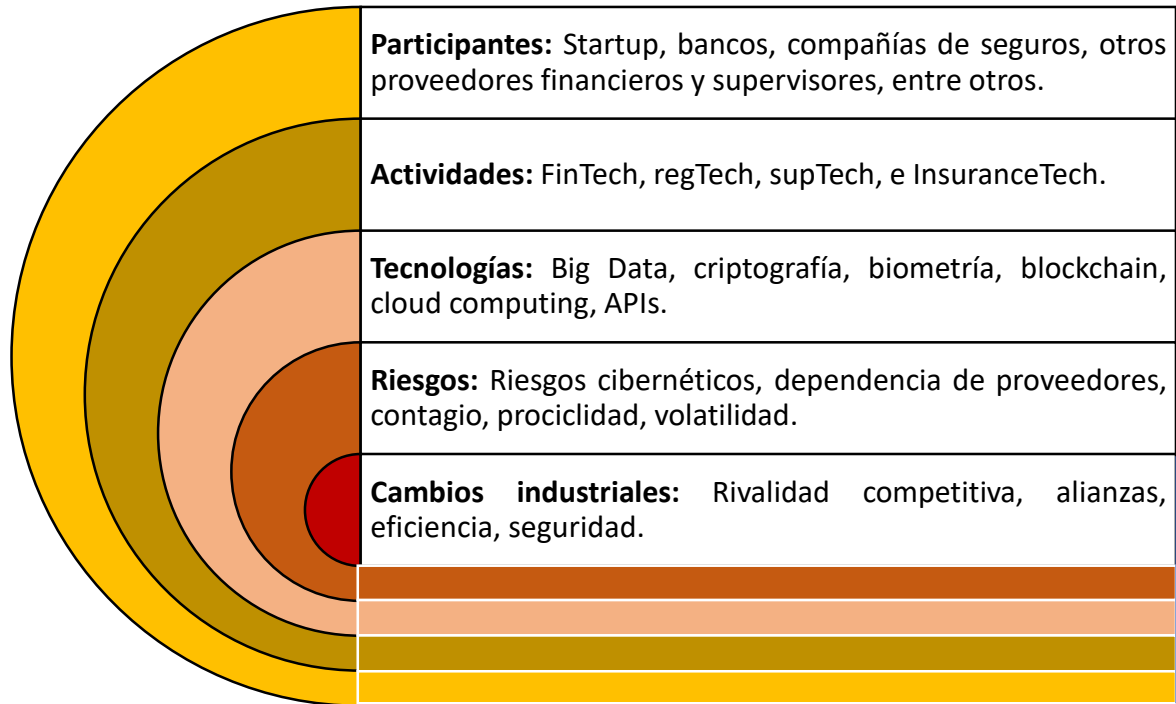 Participantes: Startup, bancos, compañías de seguros, otros
proveedores financieros y supervisores, entre otros.
Actividades: FinTech, regTech, supTech, e InsuranceTech.
Tecnologías: Big Data, criptografía, biometría, blockchain,
cloud computing, APIs.
Riesgos: Riesgos cibernéticos, dependencia de proveedores,
contagio, prociclidad, volatilidad.
Cambios industriales: Rivalidad competitiva, alianzas,
eficiencia, seguridad.